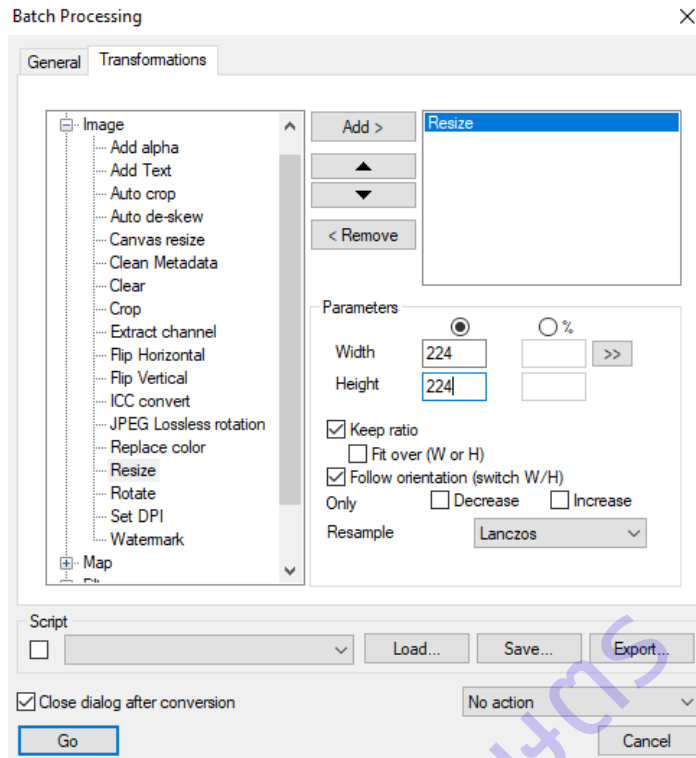 Batch Processing
General Transformations
Image
Add alpha
Add Text
Auto crop
Auto de-skew
Canvas resize
Clean Metadata
Clear
Crop
Extract channel
Flip Horizontal
Flip Vertical
ICC convert
JPEG Lossless rotation
Replace color
Resize
Rotate
Set DPI
Watermark
Map
Add >
< Remove
Resize
Parameters
%
Width 224 >>
Height 224
Keep ratio
Fit over (W or H)
Follow orientation (switch W/H)
Only Decrease Increase
Resample Lanczos
Script
Load... Save... Export...
Close dialog after conversion No action
Go Cancel